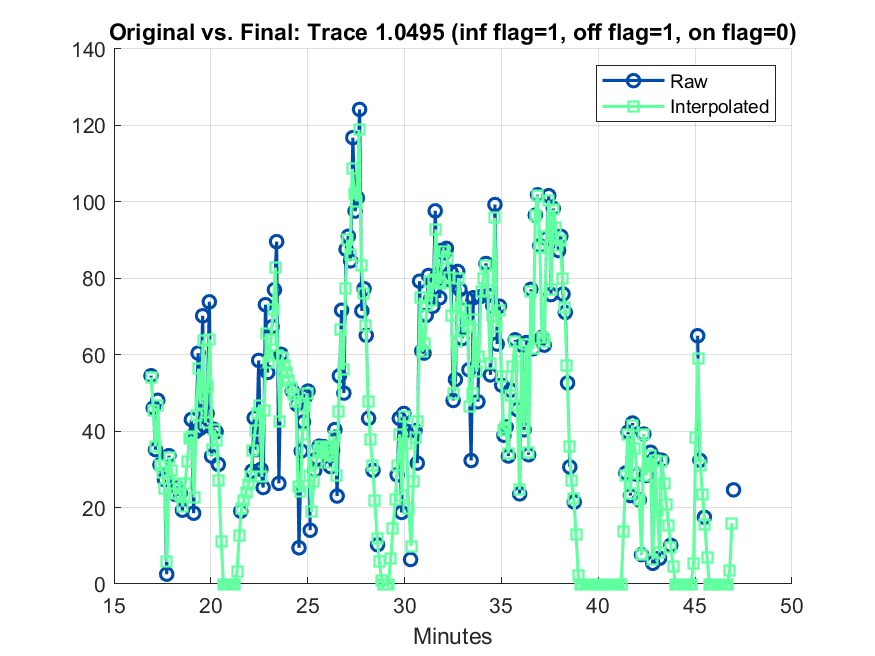 Original vs. Final: Trace 1.0495 (inf flag=1, off flag=1, on flag=0)
140
120
100
80
60
40
20
0
Raw
Interpolated
15 20 25 30 35 40 45 50
Minutes